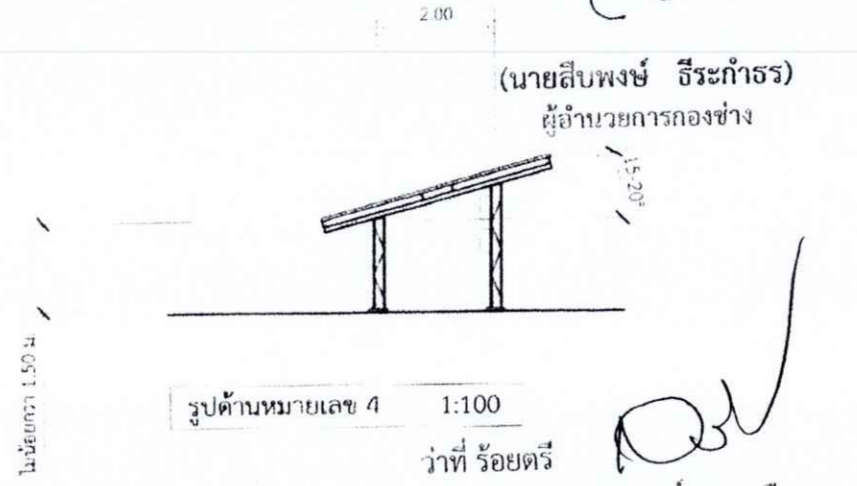 2.00
(นายสืบพงษ์ ธีระกำธร)
ผู้อำนวยการกองช่าง
15-20°
ไม่น้อยกว่า 1.50 ม.
รูปด้านหมายเลข 4 1:100
ว่าที่ ร้อยตรี